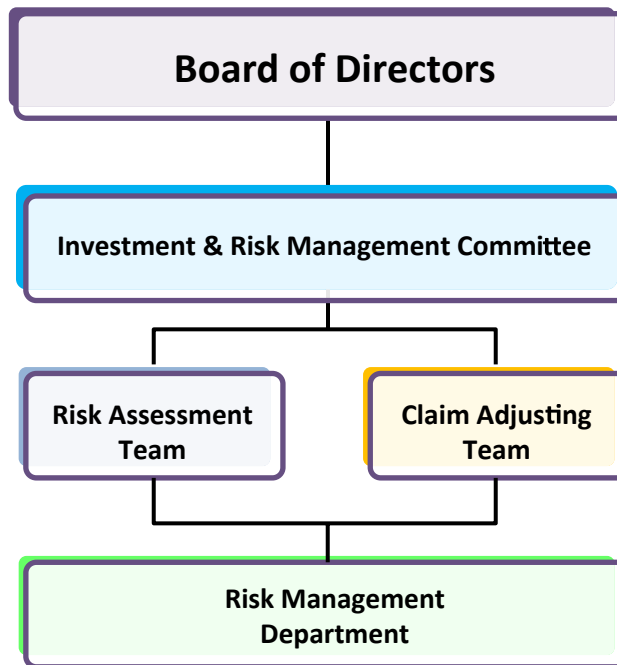 Board of Directors
Investment & Risk Management Committee
Risk Assessment
Team
Claim Adjusting
Team
Risk Management
Department